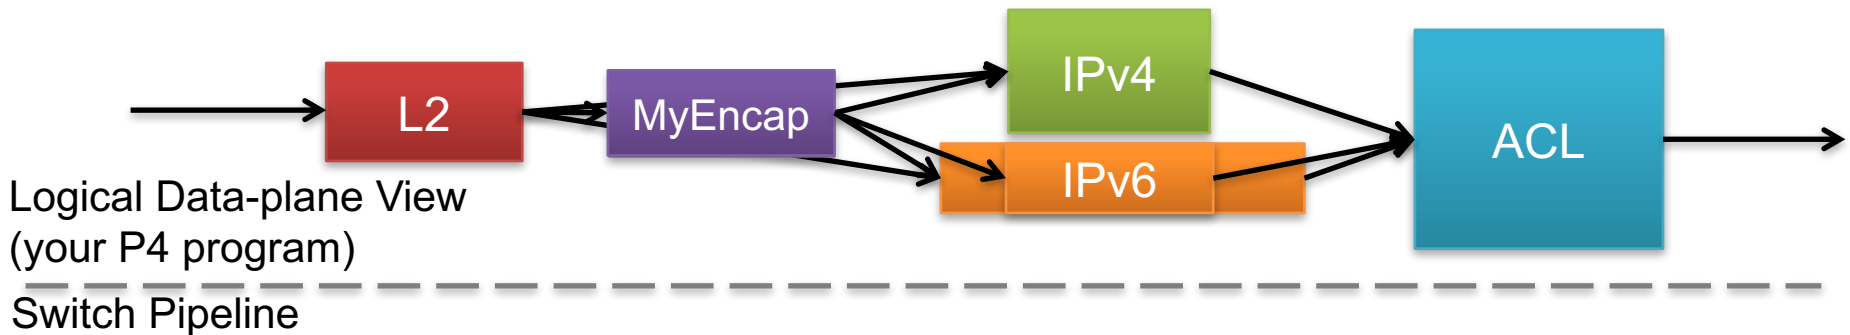 L2
MyEncap
IPv4
IPv6
ACL
Logical Data-plane View
(your P4 program)
Switch Pipeline